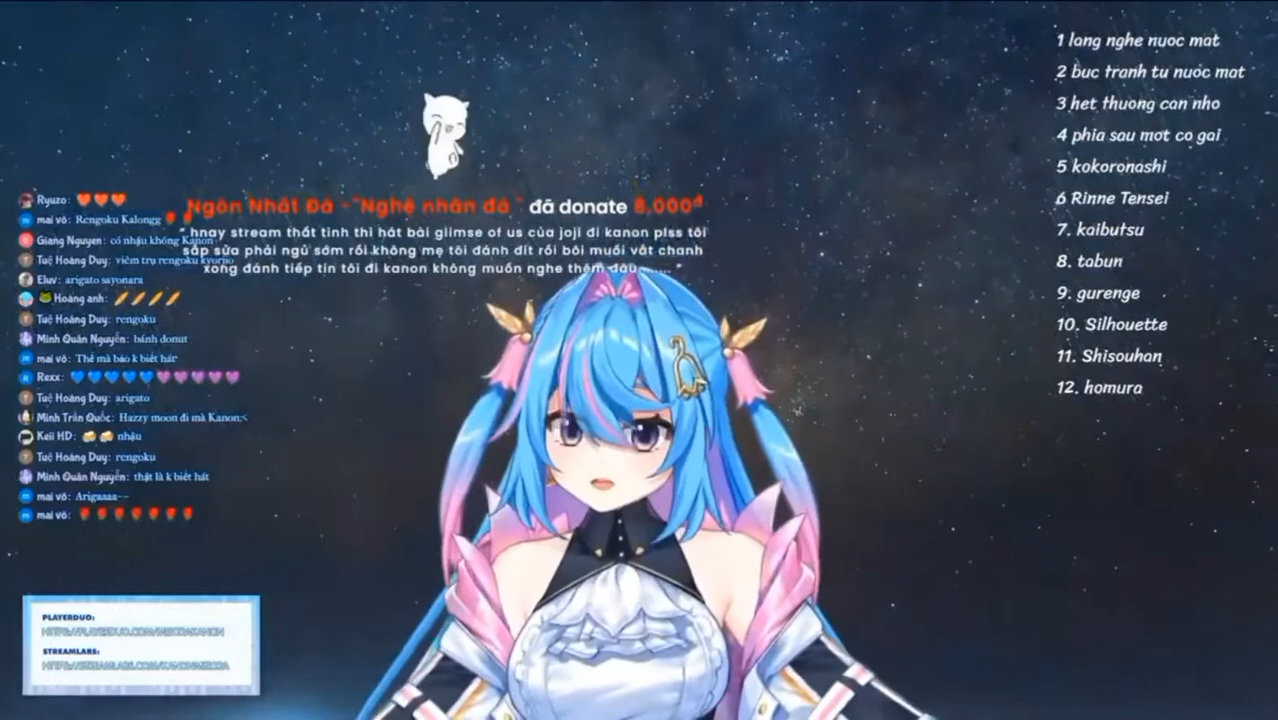 Ryuzo: ❤️❤️❤️
mai võ: Rengoku Kalongg 🌹🌹
Giang Nguyen: có nhậu không Kanon
Tuệ Hoàng Duy: viêm trụ rengoku kyorjio
Eluv: arigato sayonara
🐸 Hoàng anh: 🥖🥖🥖🥖
Tuệ Hoàng Duy: rengoku
Minh Quân Nguyễn: bánh donut
mai võ: Thế mà bảo k biết hát
Rexx: 💙💙💙💙💙💜💜💜💜💜
Tuệ Hoàng Duy: arigato
Minh Trần Quốc: Hazzy moon đi mà Kanon:<
Keii HD: 🍻🍻 nhậu
Tuệ Hoàng Duy: rengoku
Minh Quân Nguyễn: thật là k biết hát
mai võ: Arigaaaa~~
mai võ: 🌹🌹🌹🌹🌹🌹🌹
Ngôn Nhất Đá -"Nghệ nhân đó " đã donate 8,000đ
" hnay stream thất tình thì hát bài glimse of us của joji đi kanon plss tôi
sắp sửa phải ngủ sớm rồi không mẹ tôi đánh đít rồi bôi muối vắt chanh
xong đánh tiếp tin tôi đi kanon không muốn nghe thêm đâu ...... "
1 lang nghe nuoc mat
2 buc tranh tu nuoc mat
3 het thuong can nho
4 phia sau mot co gai
5 kokoronashi
6 Rinne Tensei
7. kaibutsu
8. tabun
9. gurenge
10. Silhouette
11. Shisouhan
12. homura
PLAYERDUO:
STREAMLABS: